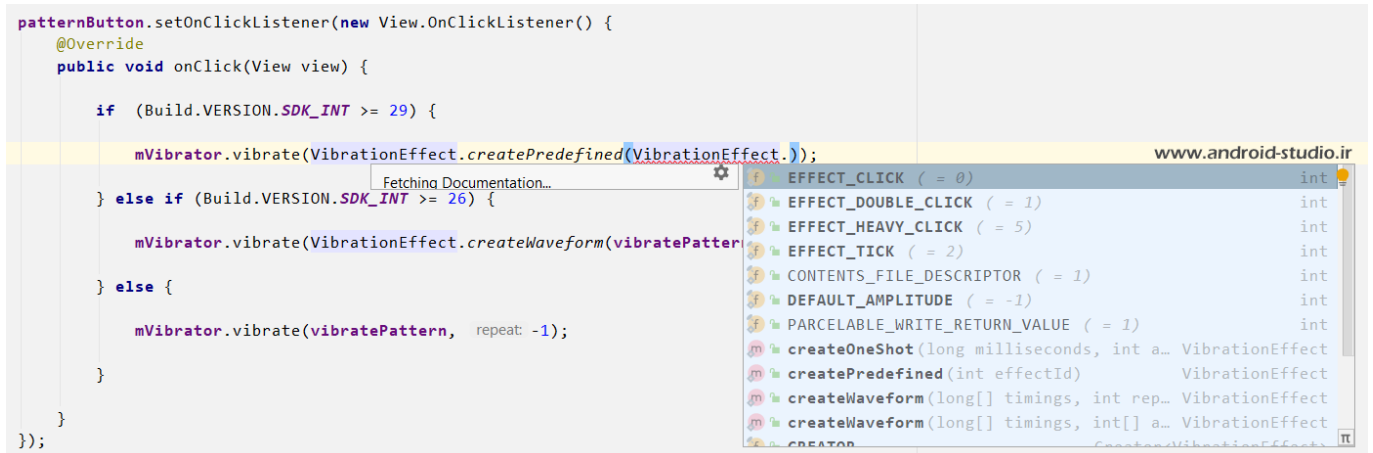 patternButton.setOnClickListener(new View.OnClickListener() {
@Override
public void onClick(View view) {
if (Build.VERSION.SDK_INT >= 29) {
mVibrator.vibrate(VibrationEffect.createPredefined(VibrationEffect.));
www.android-studio.ir
Fetching Documentation...
} else if (Build.VERSION.SDK_INT >= 26) {
mVibrator.vibrate(VibrationEffect.createWaveform(vibratePattern
} else {
mVibrator.vibrate(vibratePattern, repeat: -1);
}
}
});
f EFFECT_CLICK ( = 0) int
f EFFECT_DOUBLE_CLICK ( = 1) int
f EFFECT_HEAVY_CLICK ( = 5) int
f EFFECT_TICK ( = 2) int
f CONTENTS_FILE_DESCRIPTOR ( = 1) int
f DEFAULT_AMPLITUDE ( = -1) int
f PARCELABLE_WRITE_RETURN_VALUE ( = 1) int
m createOneShot(long milliseconds, int a… VibrationEffect
m createPredefined(int effectId) VibrationEffect
m createWaveform(long[] timings, int rep… VibrationEffect
m createWaveform(long[] timings, int[] a… VibrationEffect
f CREATOR Creator<VibrationEffect>
π